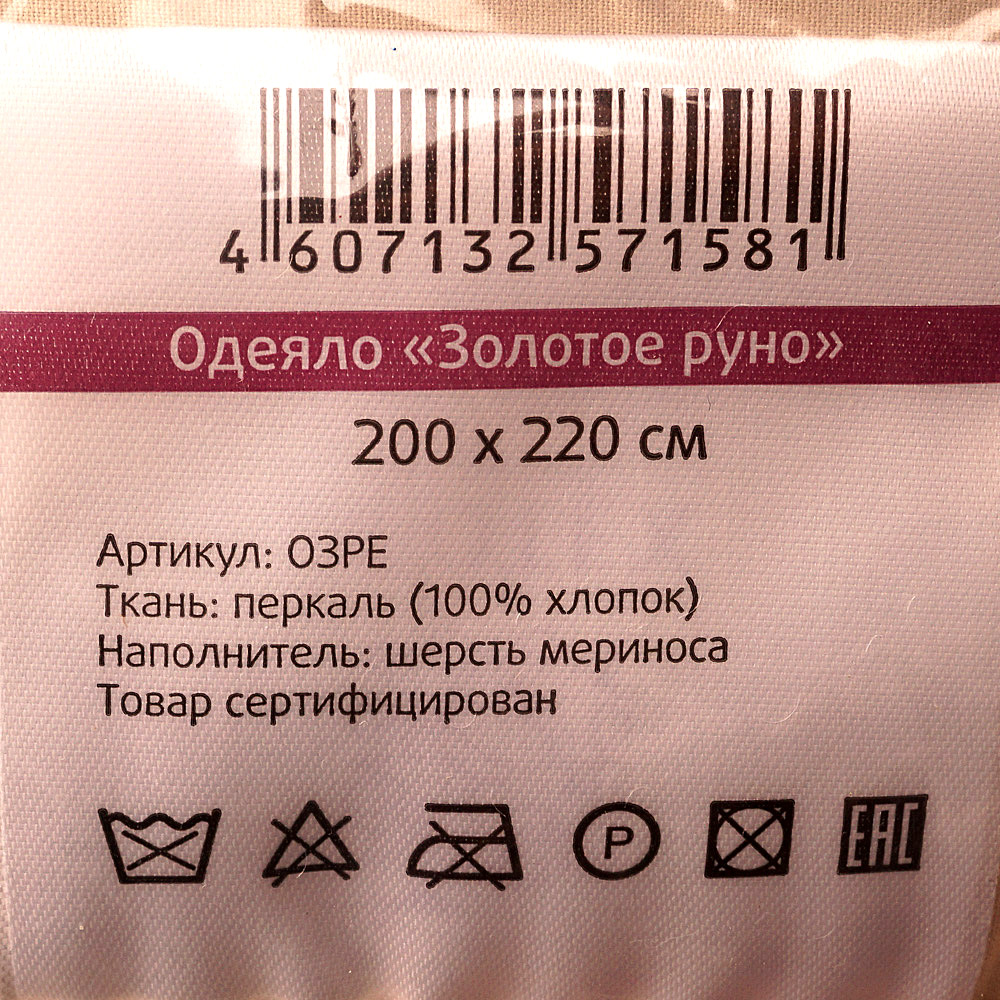 4 607132 571581
Одеяло «Золотое руно»
200 x 220 см
Артикул: ОЗРЕ
Ткань: перкаль (100% хлопок)
Наполнитель: шерсть мериноса
Товар сертифицирован
P EAC